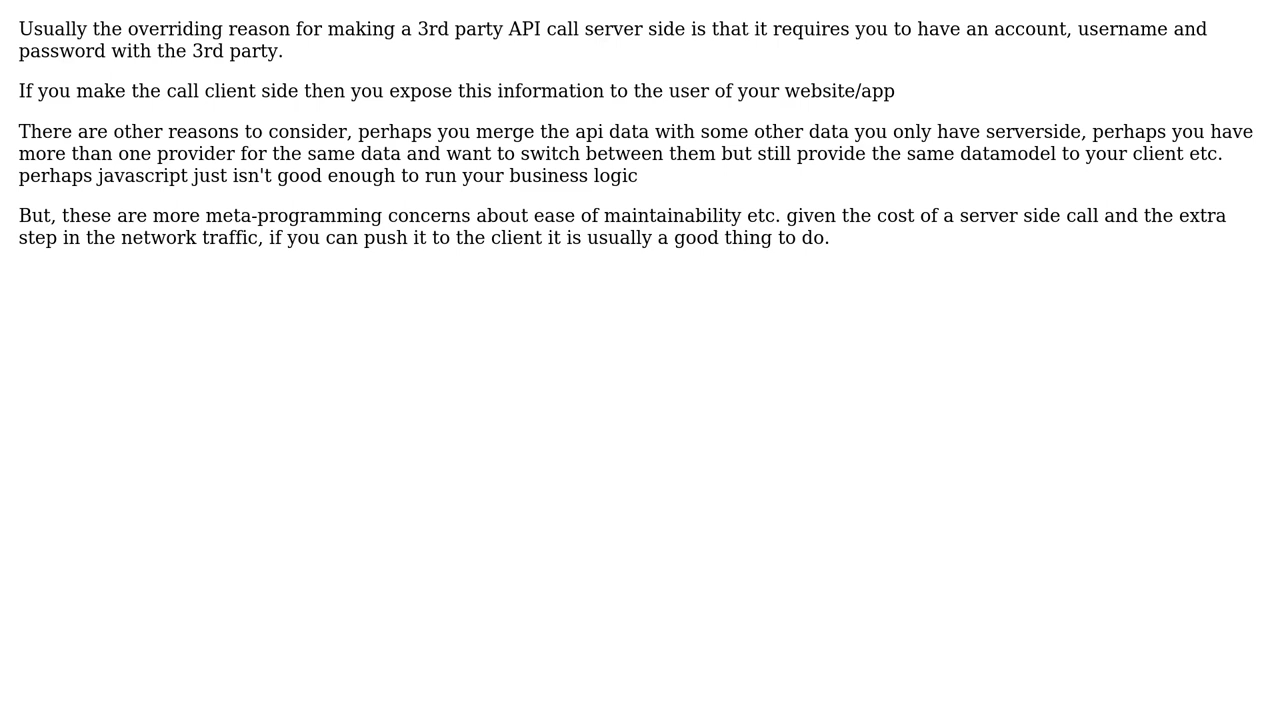 Usually the overriding reason for making a 3rd party API call server side is that it requires you to have an account, username and
password with the 3rd party.
If you make the call client side then you expose this information to the user of your website/app
There are other reasons to consider, perhaps you merge the api data with some other data you only have serverside, perhaps you have
more than one provider for the same data and want to switch between them but still provide the same datamodel to your client etc.
perhaps javascript just isn't good enough to run your business logic
But, these are more meta-programming concerns about ease of maintainability etc. given the cost of a server side call and the extra
step in the network traffic, if you can push it to the client it is usually a good thing to do.